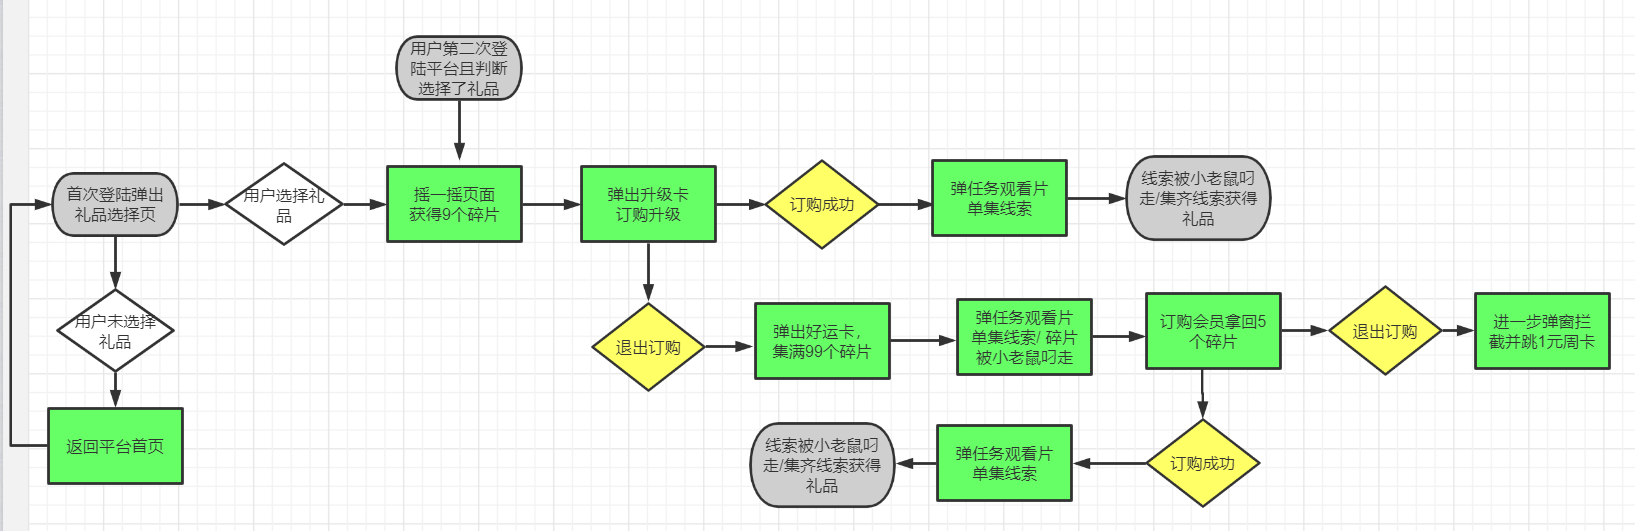 用户第二次登
陆平台且判断
选择了礼品
首次登陆弹出
礼品选择页
用户选择礼
品
摇一摇页面
获得9个碎片
弹出升级卡
订购升级
订购成功
弹任务观看片
单集线索
线索被小老鼠叼
走/集齐线索获得
礼品
用户未选择
礼品
退出订购
弹出好运卡，
集满99个碎片
弹任务观看片
单集线索/ 碎片
被小老鼠叼走
订购会员拿回5
个碎片
退出订购
进一步弹窗拦
截并跳1元周卡
返回平台首页
线索被小老鼠叼
走/集齐线索获得
礼品
弹任务观看片
单集线索
订购成功